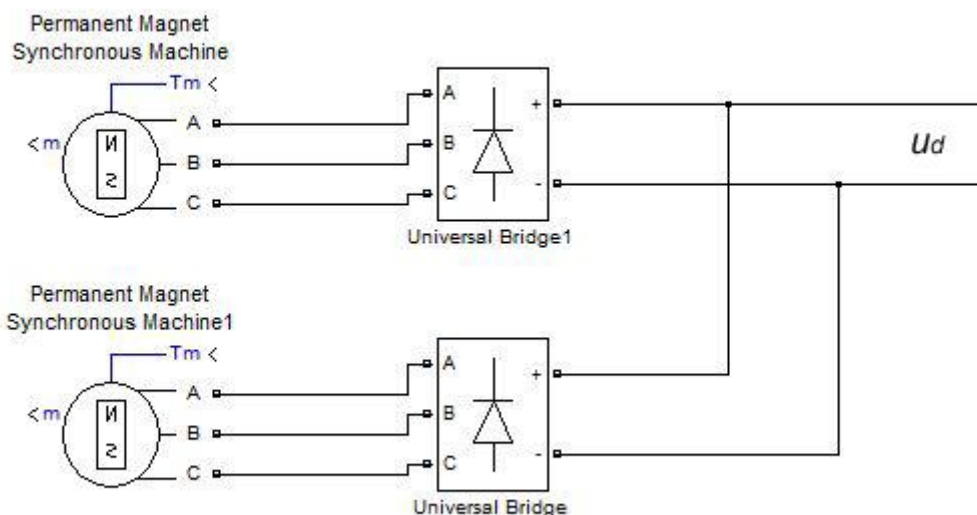 Permanent Magnet
Synchronous Machine
Tm <
<m
N
S
A
B
C
A
B
C
+
-
Universal Bridge1
ud
Permanent Magnet
Synchronous Machine1
Tm <
<m
N
S
A
B
C
A
B
C
+
-
Universal Bridge